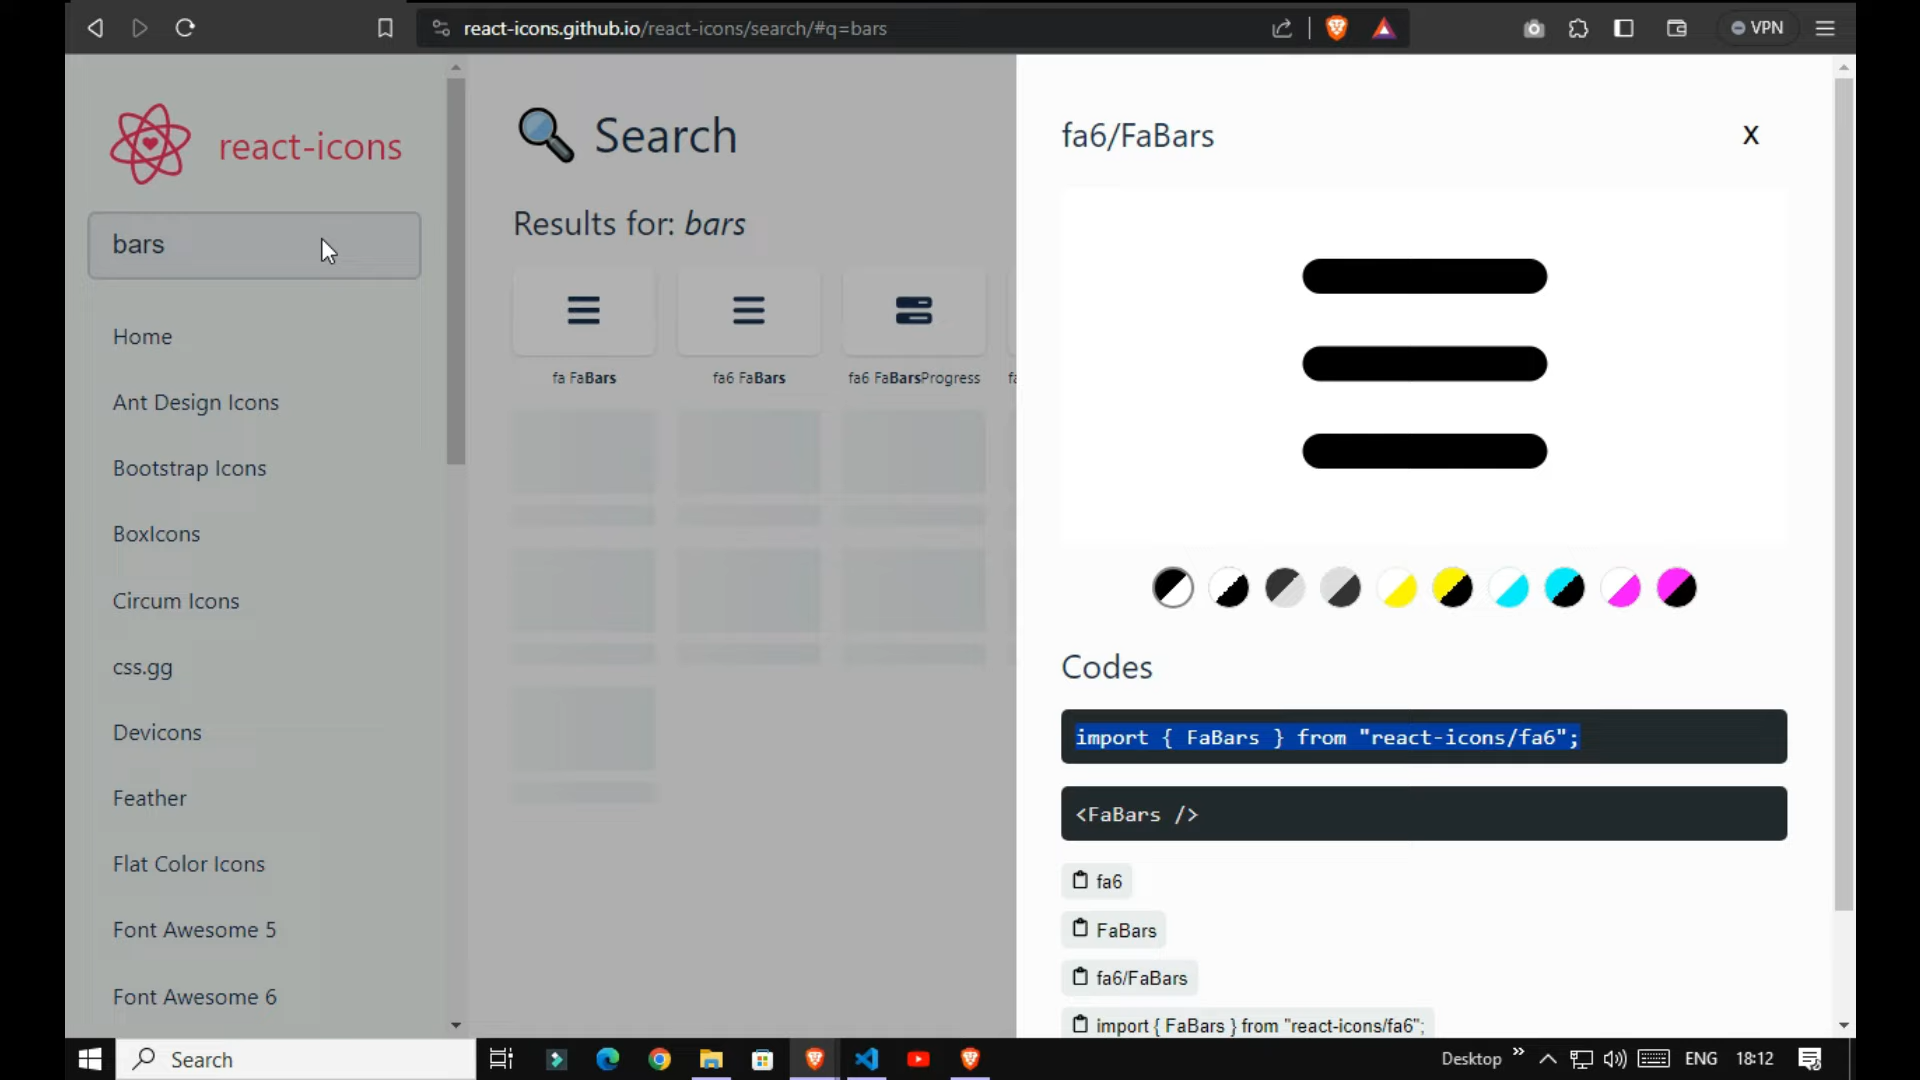 react-icons.github.io/react-icons/search/#q=bars
VPN
react-icons
bars
Home
Ant Design Icons
Bootstrap Icons
BoxIcons
Circum Icons
css.gg
Devicons
Feather
Flat Color Icons
Font Awesome 5
Font Awesome 6
Search
Results for: bars
fa FaBars
fa6 FaBars
fa6 FaBarsProgress
fa6/FaBars
X
Codes
import { FaBars } from "react-icons/fa6";
<FaBars />
fa6
FaBars
fa6/FaBars
import { FaBars } from "react-icons/fa6";
Search
Desktop
ENG
18:12